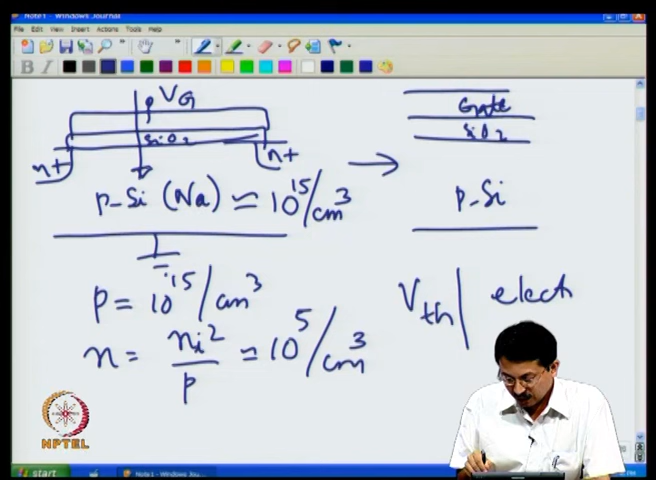 Note1 - Windows Journal
File Edit View Insert Actions Tools Help
B I
VG
SiO2
n+ n+
p-Si (Na) ≃ 10^15/cm^3
Gate
SiO2
p-Si
p = 10^15/cm^3
n = ni^2/p ≃ 10^5/cm^3
Vth | elect
NPTEL
start Note1 - Windows Jou...